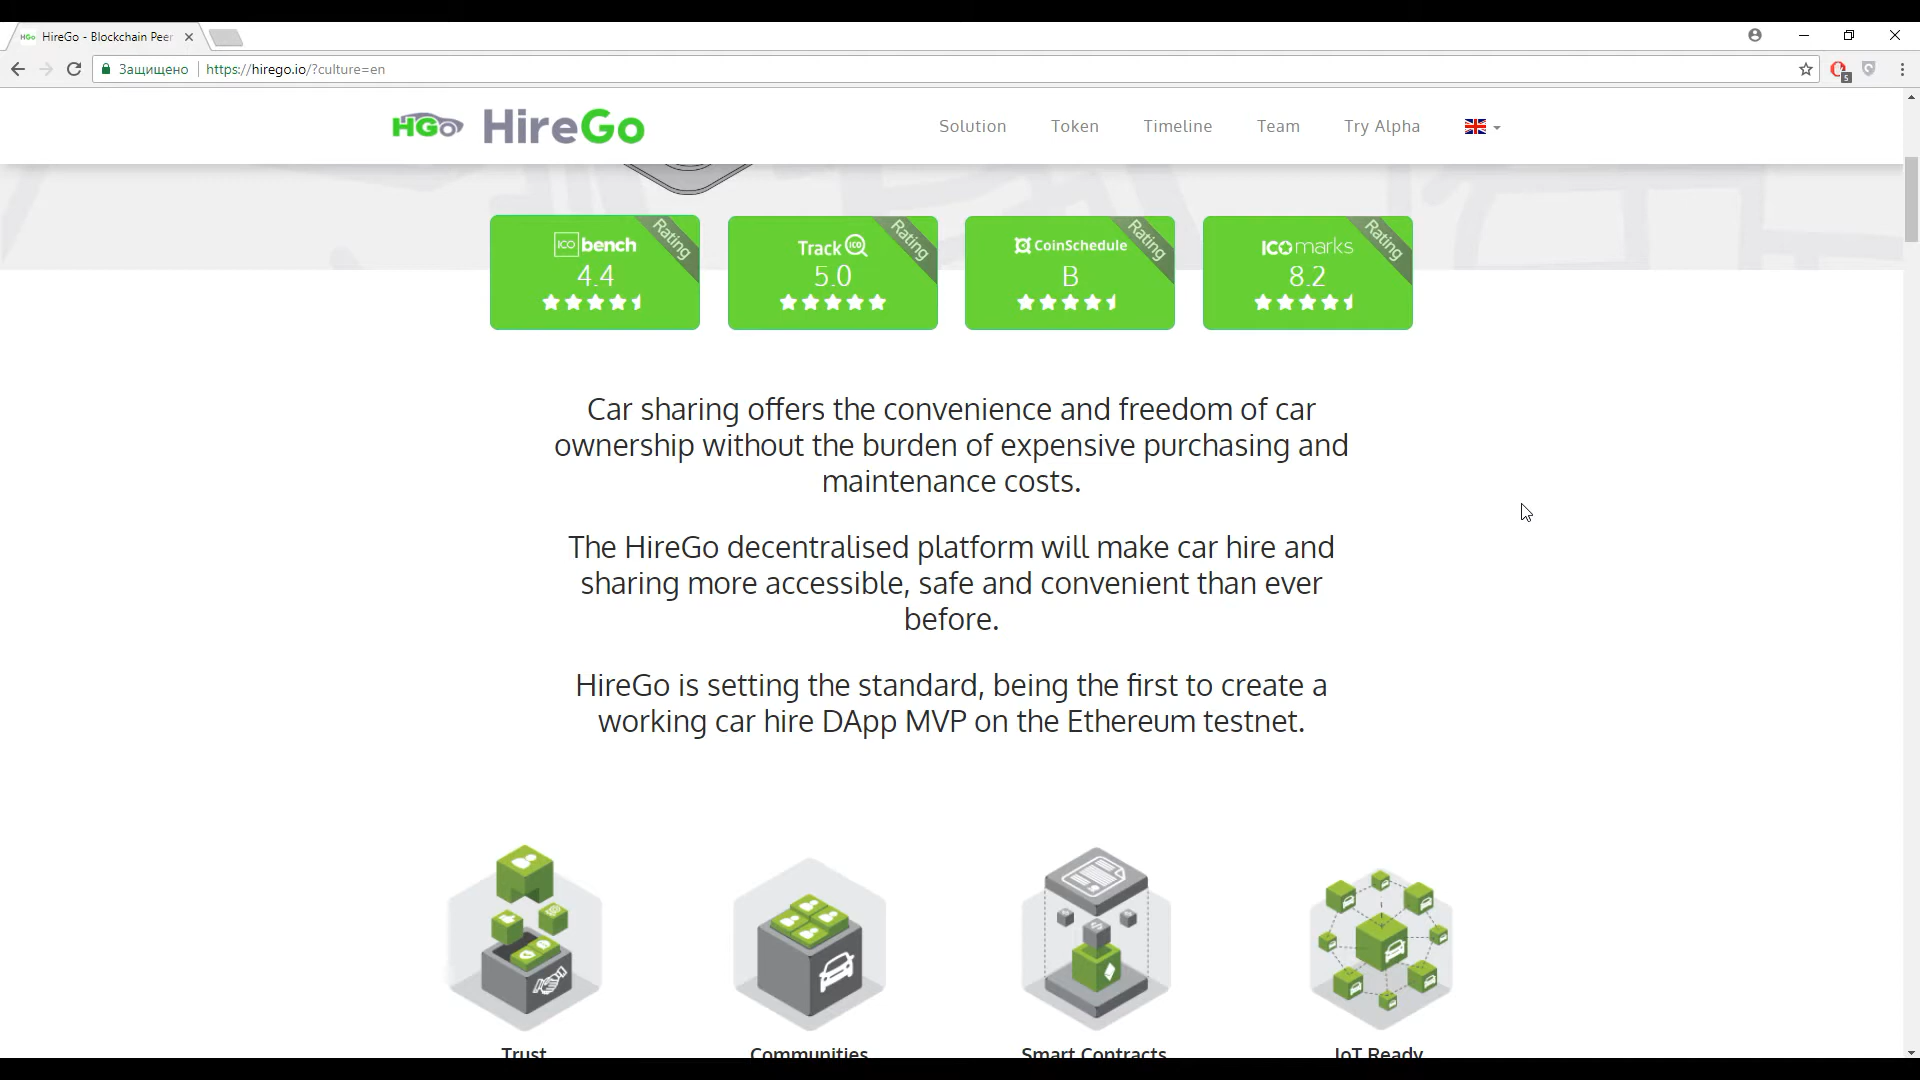 HGo HireGo - Blockchain Peer
Защищено https://hirego.io/?culture=en
5
HGo HireGo
Solution Token Timeline Team Try Alpha
ICO bench Rating
4.4
Track ICO Rating
5.0
CoinSchedule Rating
B
ICOmarks Rating
8.2
Car sharing offers the convenience and freedom of car
ownership without the burden of expensive purchasing and
maintenance costs.
The HireGo decentralised platform will make car hire and
sharing more accessible, safe and convenient than ever
before.
HireGo is setting the standard, being the first to create a
working car hire DApp MVP on the Ethereum testnet.
Trust Communities Smart Contracts IoT Ready